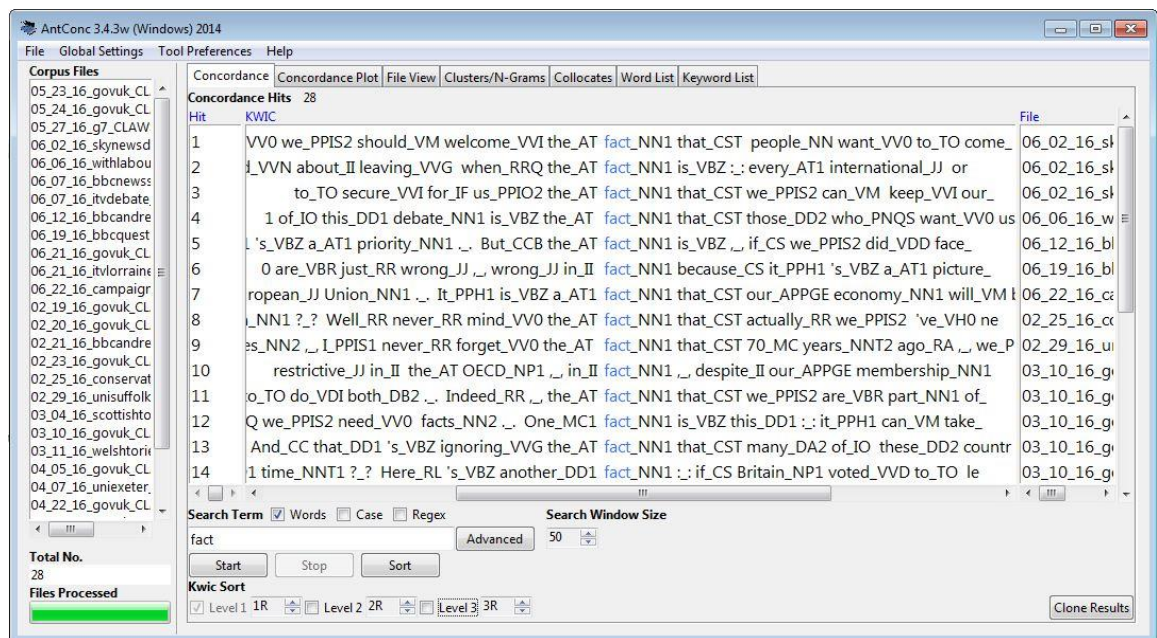 AntConc 3.4.3w (Windows) 2014
File Global Settings Tool Preferences Help
Corpus Files
05_23_16_govuk_CL
05_24_16_govuk_CL
05_27_16_g7_CLAW
06_02_16_skynewsd
06_06_16_withlabou
06_07_16_bbcnewss
06_07_16_itvdebate_
06_12_16_bbcandre
06_19_16_bbcquest
06_21_16_govuk_CL
06_21_16_itvlorraine
06_22_16_campaigr
02_19_16_govuk_CL
02_20_16_govuk_CL
02_21_16_bbcandre
02_23_16_govuk_CL
02_25_16_conservat
02_29_16_unisuffolk
03_04_16_scottishto
03_10_16_govuk_CL
03_11_16_welshtorie
04_05_16_govuk_CL
04_07_16_uniexeter_
04_22_16_govuk_CL
Total No.
28
Files Processed
Concordance Concordance Plot File View Clusters/N-Grams Collocates Word List Keyword List
Concordance Hits 28
Hit KWIC File
1 VV0 we_PPIS2 should_VM welcome_VVI the_AT fact_NN1 that_CST people_NN want_VV0 to_TO come_ 06_02_16_sk
2 _VVN about_II leaving_VVG when_RRQ the_AT fact_NN1 is_VBZ :_: every_AT1 international_JJ or 06_02_16_sk
3 to_TO secure_VVI for_IF us_PPIO2 the_AT fact_NN1 that_CST we_PPIS2 can_VM keep_VVI our_ 06_02_16_sk
4 1 of_IO this_DD1 debate_NN1 is_VBZ the_AT fact_NN1 that_CST those_DD2 who_PNQS want_VV0 us 06_06_16_w
5 's_VBZ a_AT1 priority_NN1 ._. But_CCB the_AT fact_NN1 is_VBZ ,_, if_CS we_PPIS2 did_VDD face_ 06_12_16_bl
6 0 are_VBR just_RR wrong_JJ ,_, wrong_JJ in_II fact_NN1 because_CS it_PPH1 's_VBZ a_AT1 picture_ 06_19_16_bl
7 ropean_JJ Union_NN1 ._. It_PPH1 is_VBZ a_AT1 fact_NN1 that_CST our_APPGE economy_NN1 will_VM 06_22_16_ca
8 _NN1 ?_? Well_RR never_RR mind_VV0 the_AT fact_NN1 that_CST actually_RR we_PPIS2 've_VH0 ne 02_25_16_co
9 es_NN2 ,_, I_PPIS1 never_RR forget_VV0 the_AT fact_NN1 that_CST 70_MC years_NNT2 ago_RA ,_, we_P 02_29_16_u
10 restrictive_JJ in_II the_AT OECD_NP1 ,_, in_II fact_NN1 ,_, despite_II our_APPGE membership_NN1 03_10_16_g
11 o_TO do_VDI both_DB2 ._. Indeed_RR ,_, the_AT fact_NN1 that_CST we_PPIS2 are_VBR part_NN1 of_ 03_10_16_g
12 Q we_PPIS2 need_VV0 facts_NN2 ._. One_MC1 fact_NN1 is_VBZ this_DD1 :_: it_PPH1 can_VM take_ 03_10_16_g
13 And_CC that_DD1 's_VBZ ignoring_VVG the_AT fact_NN1 that_CST many_DA2 of_IO these_DD2 countr 03_10_16_g
14 1 time_NNT1 ?_? Here_RL 's_VBZ another_DD1 fact_NN1 :_: if_CS Britain_NP1 voted_VVD to_TO le 03_10_16_g
Search Term Words Case Regex Search Window Size
fact Advanced 50
Start Stop Sort
Kwic Sort
Level 1 1R Level 2 2R Level 3 3R Clone Results